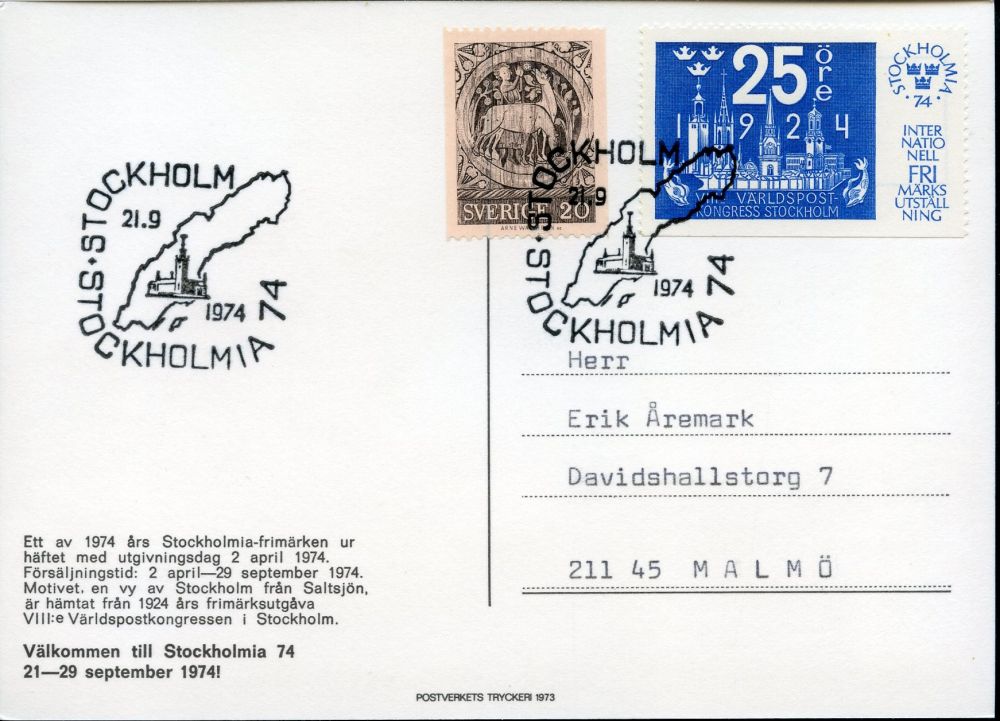 STOCKHOLM
21.9
1974
STOCKHOLMIA 74
SVERIGE 20
STOCKHOLM
21.9
1974
STOCKHOLMIA 74
25 öre
1924
VÄRLDSPOST-
KONGRESS STOCKHOLM
STOCKHOLMIA
74
INTER
NATIO
NELL
FRI
MÄRKS
UTSTÄLL
NING
Herr
Erik Åremark
Davidshallstorg 7
211 45 MALMÖ
Ett av 1974 års Stockholmia-frimärken ur
häftet med utgivningsdag 2 april 1974.
Försäljningstid: 2 april—29 september 1974.
Motivet, en vy av Stockholm från Saltsjön,
är hämtat från 1924 års frimärksutgåva
VIII:e Världspostkongressen i Stockholm.
Välkommen till Stockholmia 74
21—29 september 1974!
POSTVERKETS TRYCKERI 1973